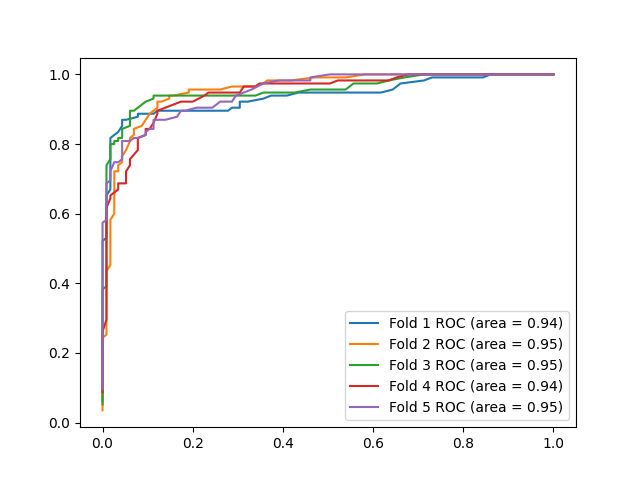 1.0
0.8
0.6
0.4
0.2
0.0
Fold 1 ROC (area = 0.94)
Fold 2 ROC (area = 0.95)
Fold 3 ROC (area = 0.95)
Fold 4 ROC (area = 0.94)
Fold 5 ROC (area = 0.95)
0.0 0.2 0.4 0.6 0.8 1.0